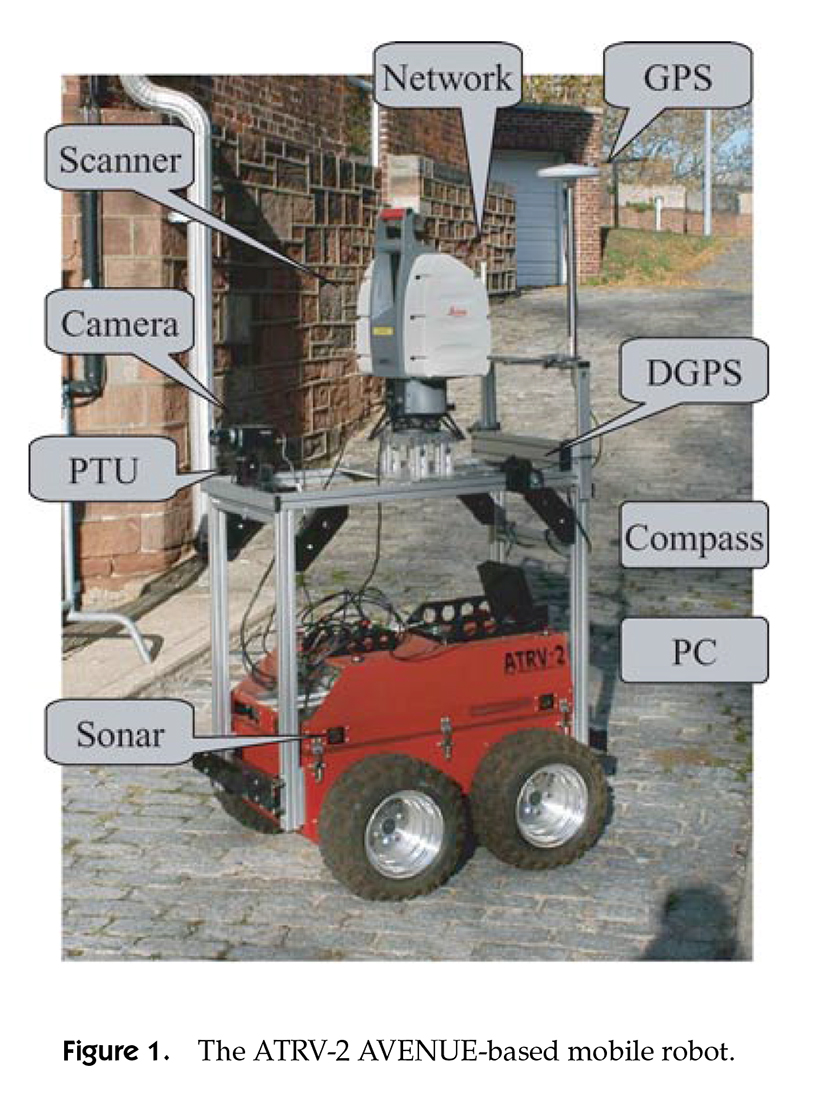 Network
GPS
Scanner
Camera
DGPS
PTU
Leica
Compass
PC
ATRV-2
Sonar
Figure 1. The ATRV-2 AVENUE-based mobile robot.